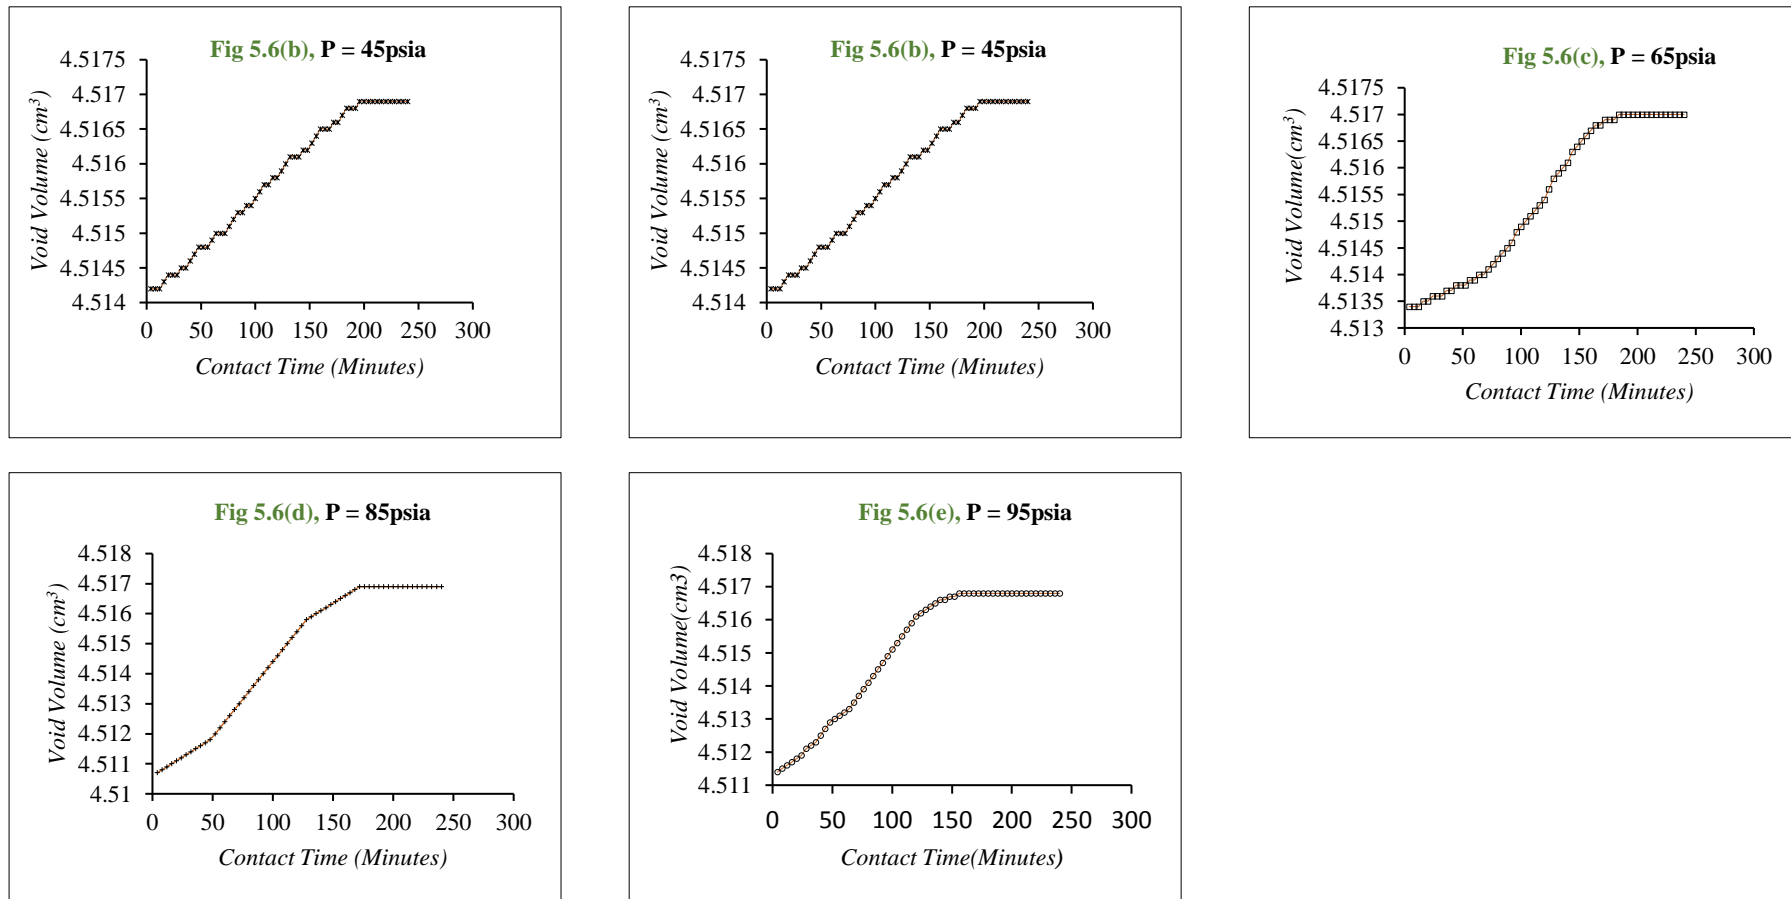 Fig 5.6(b), P = 45psia
4.5175
4.517
4.5165
4.516
4.5155
4.515
4.5145
4.514
Void Volume (cm³)
0 50 100 150 200 250 300
Contact Time (Minutes)
Fig 5.6(b), P = 45psia
4.5175
4.517
4.5165
4.516
4.5155
4.515
4.5145
4.514
Void Volume (cm³)
0 50 100 150 200 250 300
Contact Time (Minutes)
Fig 5.6(c), P = 65psia
4.5175
4.517
4.5165
4.516
4.5155
4.515
4.5145
4.514
4.5135
4.513
Void Volume(cm³)
0 50 100 150 200 250 300
Contact Time (Minutes)
Fig 5.6(d), P = 85psia
4.518
4.517
4.516
4.515
4.514
4.513
4.512
4.511
4.51
Void Volume (cm³)
0 50 100 150 200 250 300
Contact Time (Minutes)
Fig 5.6(e), P = 95psia
4.518
4.517
4.516
4.515
4.514
4.513
4.512
4.511
Void Volume(cm3)
0 50 100 150 200 250 300
Contact Time(Minutes)